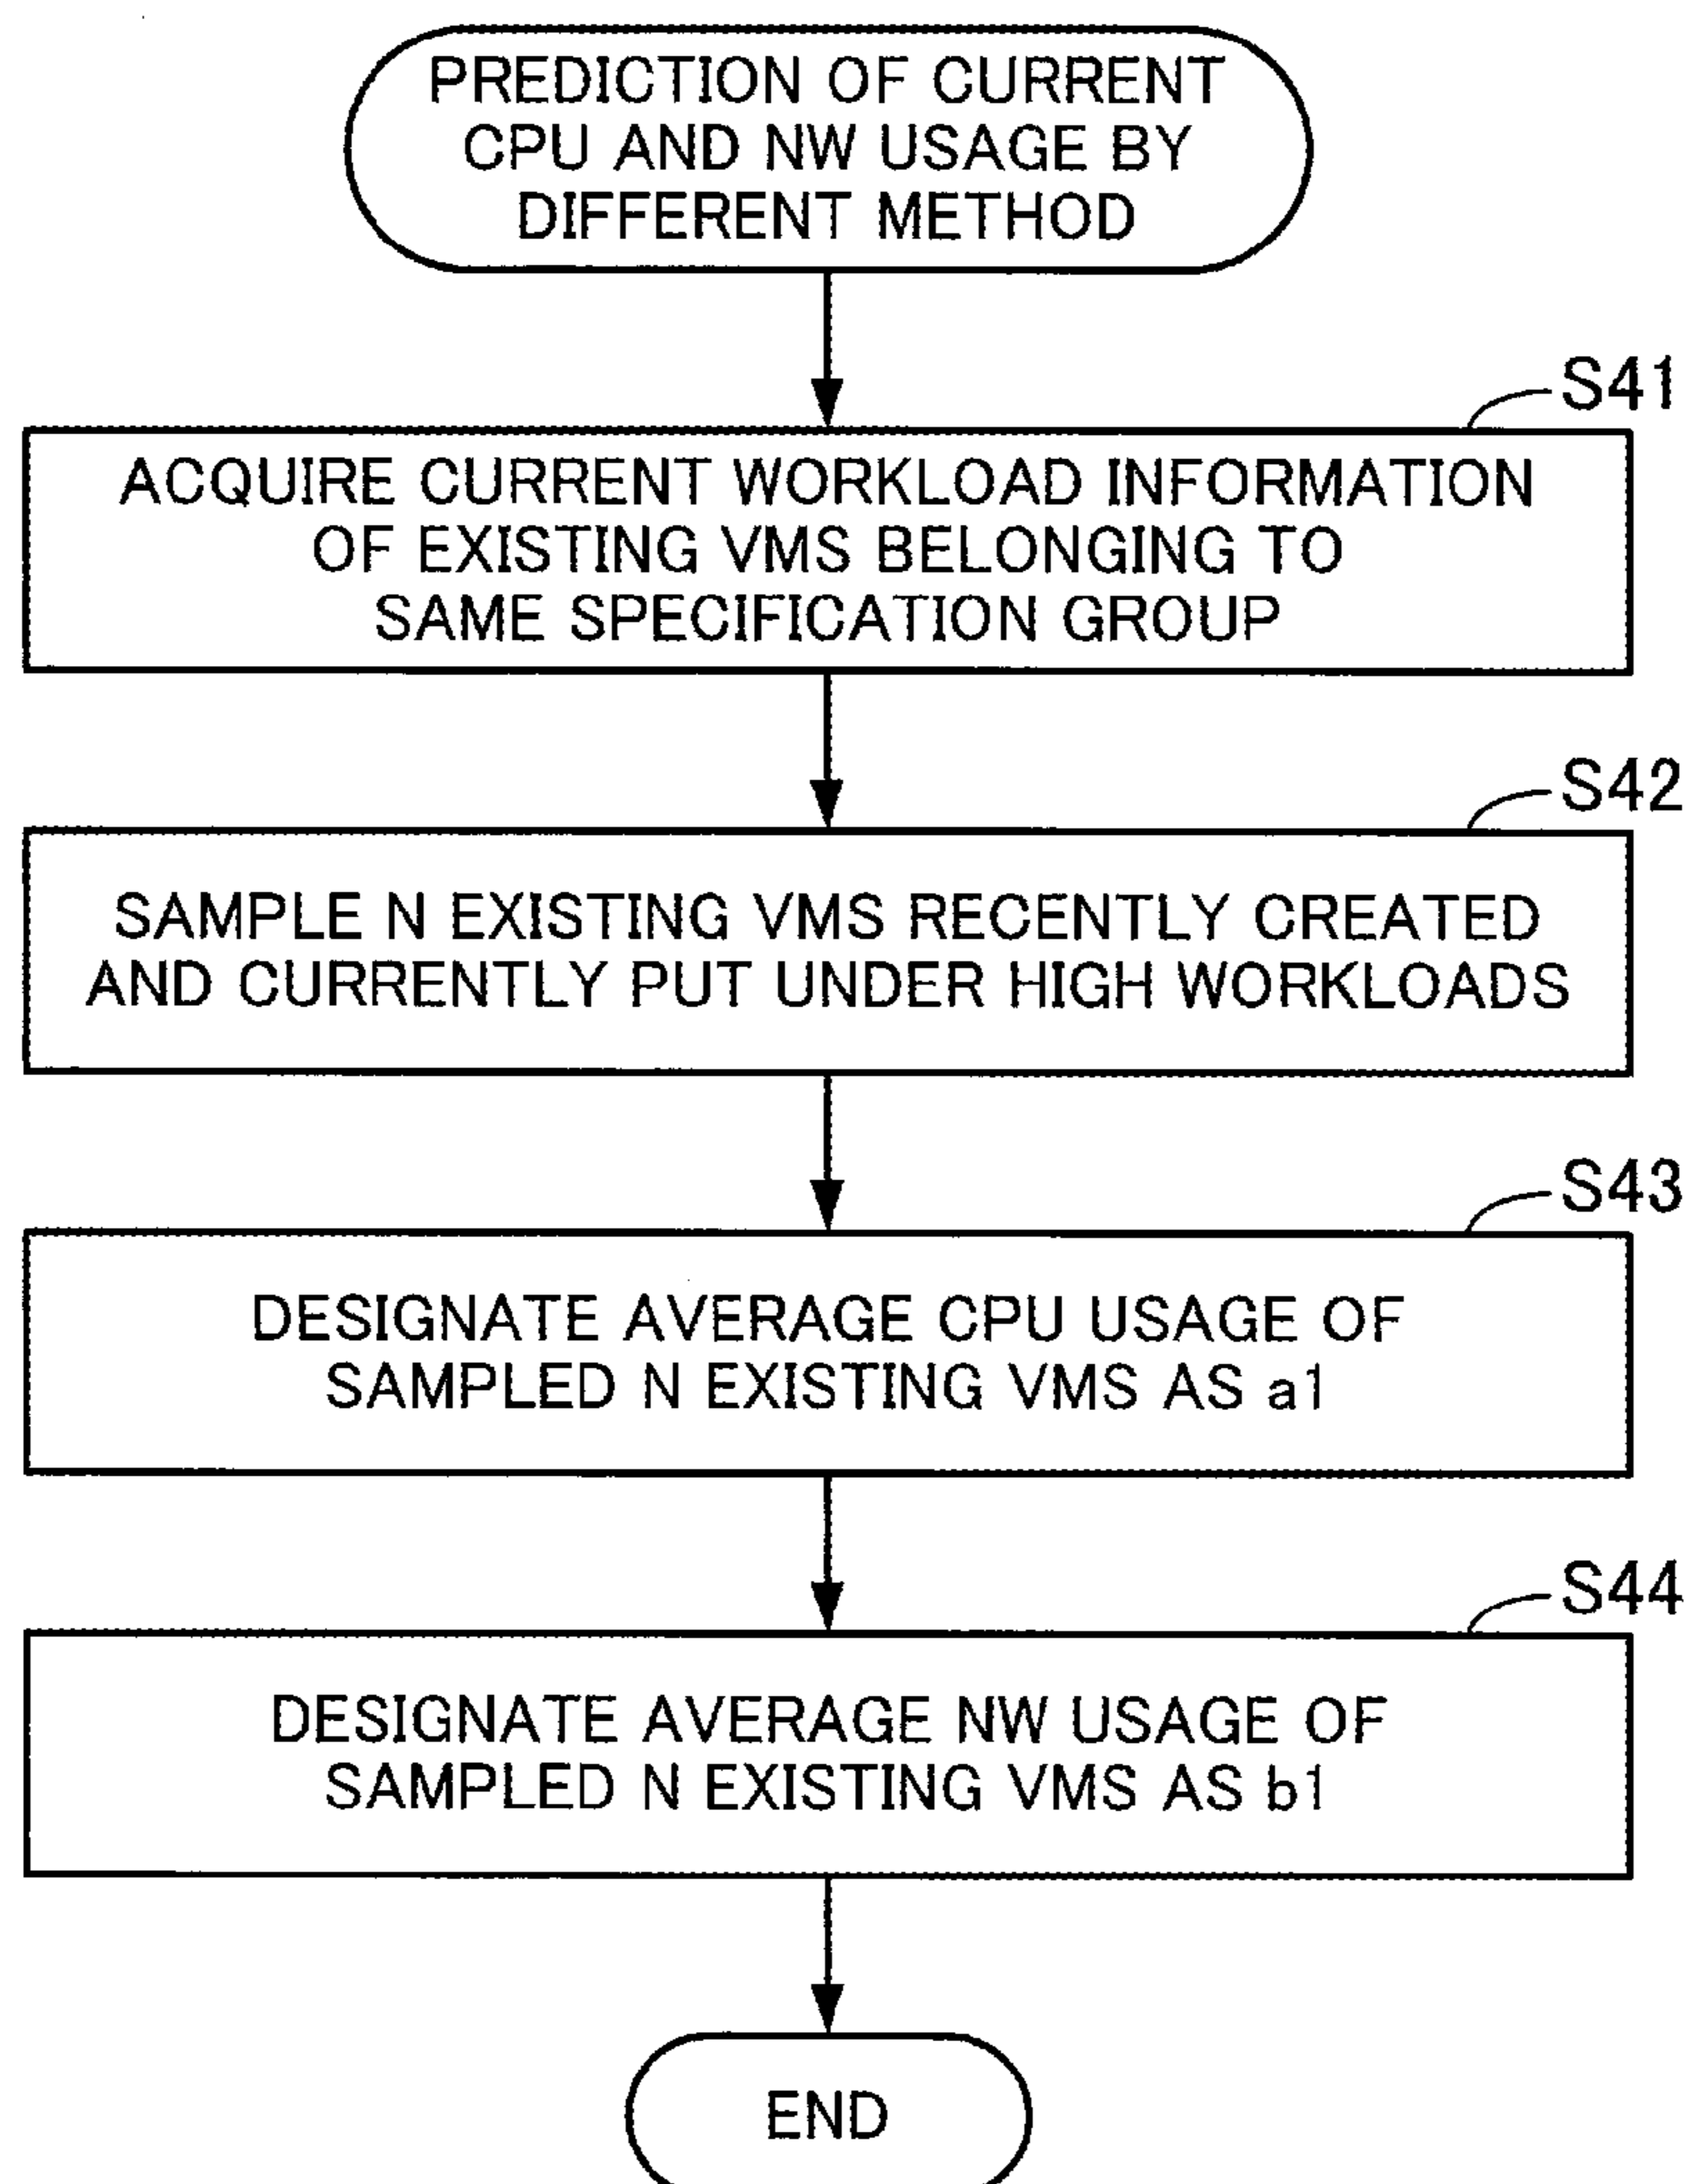 PREDICTION OF CURRENT
CPU AND NW USAGE BY
DIFFERENT METHOD
S41
ACQUIRE CURRENT WORKLOAD INFORMATION
OF EXISTING VMS BELONGING TO
SAME SPECIFICATION GROUP
S42
SAMPLE N EXISTING VMS RECENTLY CREATED
AND CURRENTLY PUT UNDER HIGH WORKLOADS
S43
DESIGNATE AVERAGE CPU USAGE OF
SAMPLED N EXISTING VMS AS a1
S44
DESIGNATE AVERAGE NW USAGE OF
SAMPLED N EXISTING VMS AS b1
END